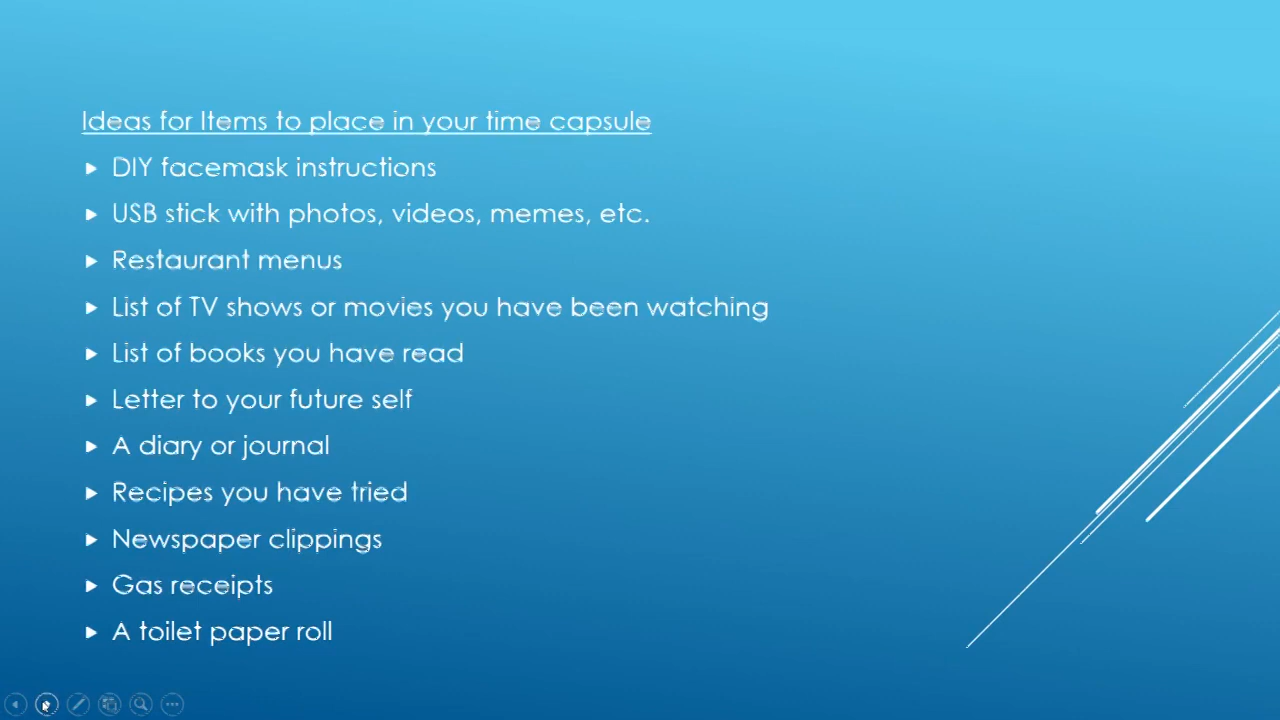 Ideas for Items to place in your time capsule
DIY facemask instructions
USB stick with photos, videos, memes, etc.
Restaurant menus
List of TV shows or movies you have been watching
List of books you have read
Letter to your future self
A diary or journal
Recipes you have tried
Newspaper clippings
Gas receipts
A toilet paper roll